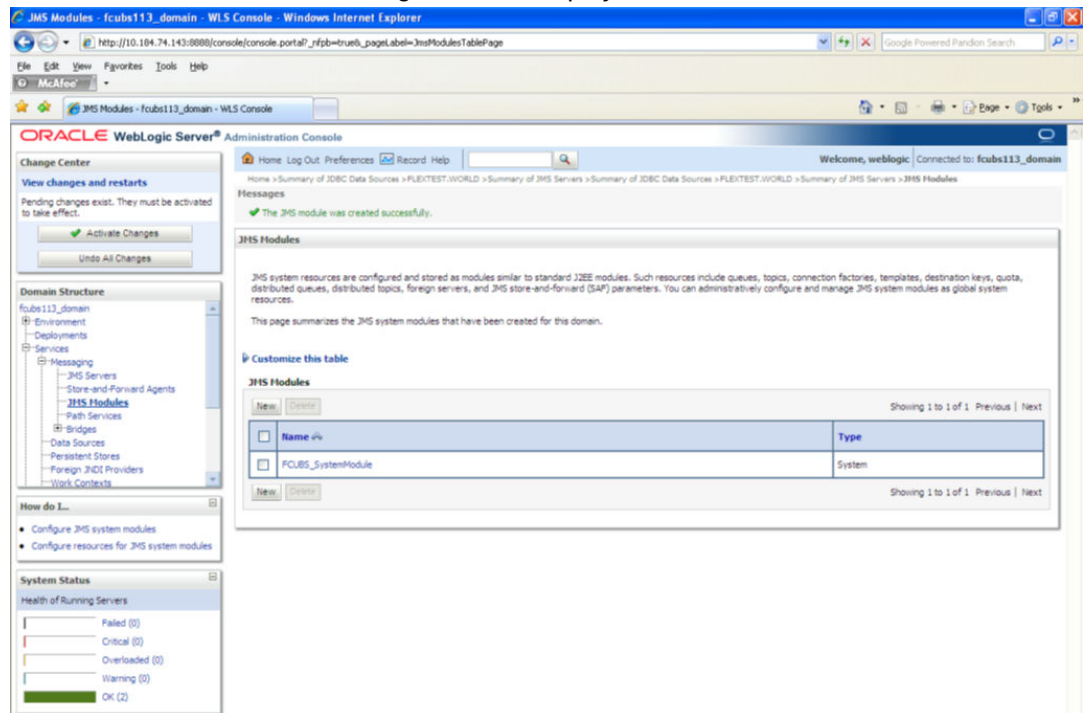 JMS Modules - fcubs113_domain - WLS Console - Windows Internet Explorer
http://10.184.74.143:8888/console/console.portal?_nfpb=true&_pageLabel=JmsModulesTablePage
Google Powered Pandion Search
File Edit View Favorites Tools Help
McAfee
JMS Modules - fcubs113_domain - WLS Console
Page Tools
ORACLE WebLogic Server® Administration Console
Change Center
View changes and restarts
Pending changes exist. They must be activated
to take effect.
Activate Changes
Undo All Changes
Domain Structure
fcubs113_domain
Environment
Deployments
Services
Messaging
JMS Servers
Store-and-Forward Agents
JMS Modules
Path Services
Bridges
Data Sources
Persistent Stores
Foreign JNDI Providers
Work Contexts
How do I...
Configure JMS system modules
Configure resources for JMS system modules
System Status
Health of Running Servers
Failed (0)
Critical (0)
Overloaded (0)
Warning (0)
OK (2)
Home Log Out Preferences Record Help
Welcome, weblogic Connected to: fcubs113_domain
Home >Summary of JDBC Data Sources >FLEXTEST.WORLD >Summary of JMS Servers >Summary of JDBC Data Sources >FLEXTEST.WORLD >Summary of JMS Servers >JMS Modules
Messages
The JMS module was created successfully.
JMS Modules
JMS system resources are configured and stored as modules similar to standard J2EE modules. Such resources include queues, topics, connection factories, templates, destination keys, quota,
distributed queues, distributed topics, foreign servers, and JMS store-and-forward (SAF) parameters. You can administratively configure and manage JMS system modules as global system
resources.
This page summarizes the JMS system modules that have been created for this domain.
Customize this table
JMS Modules
New Delete Showing 1 to 1 of 1 Previous | Next
Name Type
FCUBS_SystemModule System
New Delete Showing 1 to 1 of 1 Previous | Next